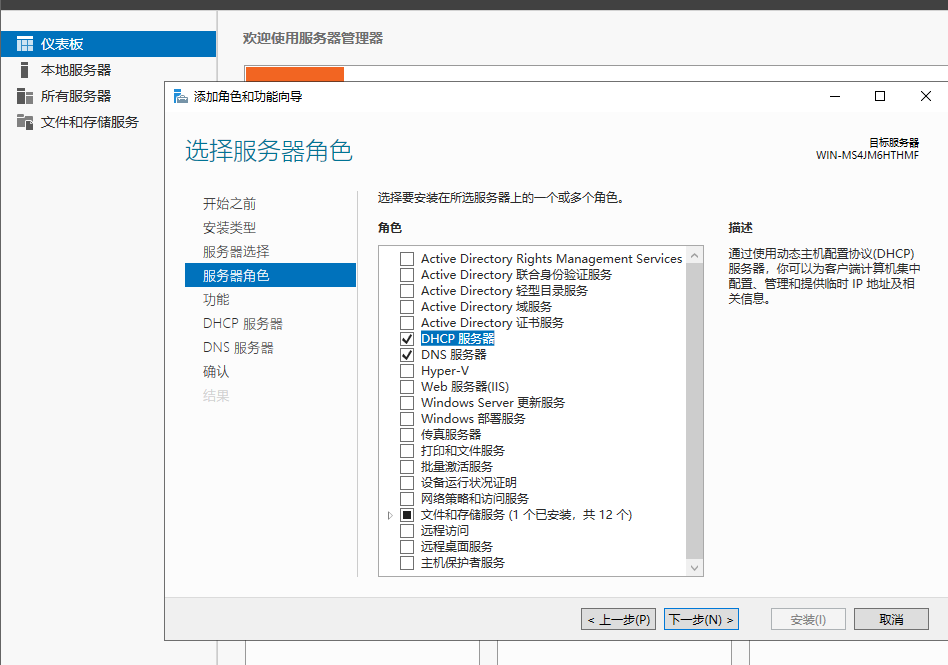 仪表板
本地服务器
所有服务器
文件和存储服务
欢迎使用服务器管理器
添加角色和功能向导
选择服务器角色
目标服务器
WIN-MS4JM6HTHMF
开始之前
安装类型
服务器选择
服务器角色
功能
DHCP 服务器
DNS 服务器
确认
结果
选择要安装在所选服务器上的一个或多个角色。
角色
Active Directory Rights Management Services
Active Directory 联合身份验证服务
Active Directory 轻型目录服务
Active Directory 域服务
Active Directory 证书服务
DHCP 服务器
DNS 服务器
Hyper-V
Web 服务器(IIS)
Windows Server 更新服务
Windows 部署服务
传真服务器
打印和文件服务
批量激活服务
设备运行状况证明
网络策略和访问服务
文件和存储服务 (1 个已安装，共 12 个)
远程访问
远程桌面服务
主机保护者服务
描述
通过使用动态主机配置协议(DHCP)
服务器，你可以为客户端计算机集中
配置、管理和提供临时 IP 地址及相
关信息。
< 上一步(P)
下一步(N) >
安装(I)
取消